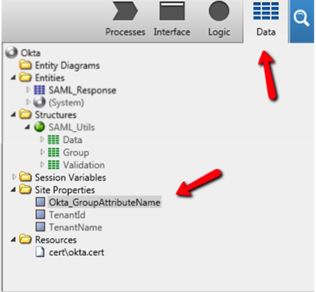 Processes
Interface
Logic
Data
Okta
Entity Diagrams
Entities
SAML_Response
(System)
Structures
SAML_Utils
Data
Group
Validation
Session Variables
Site Properties
Okta_GroupAttributeName
TenantId
TenantName
Resources
cert\okta.cert